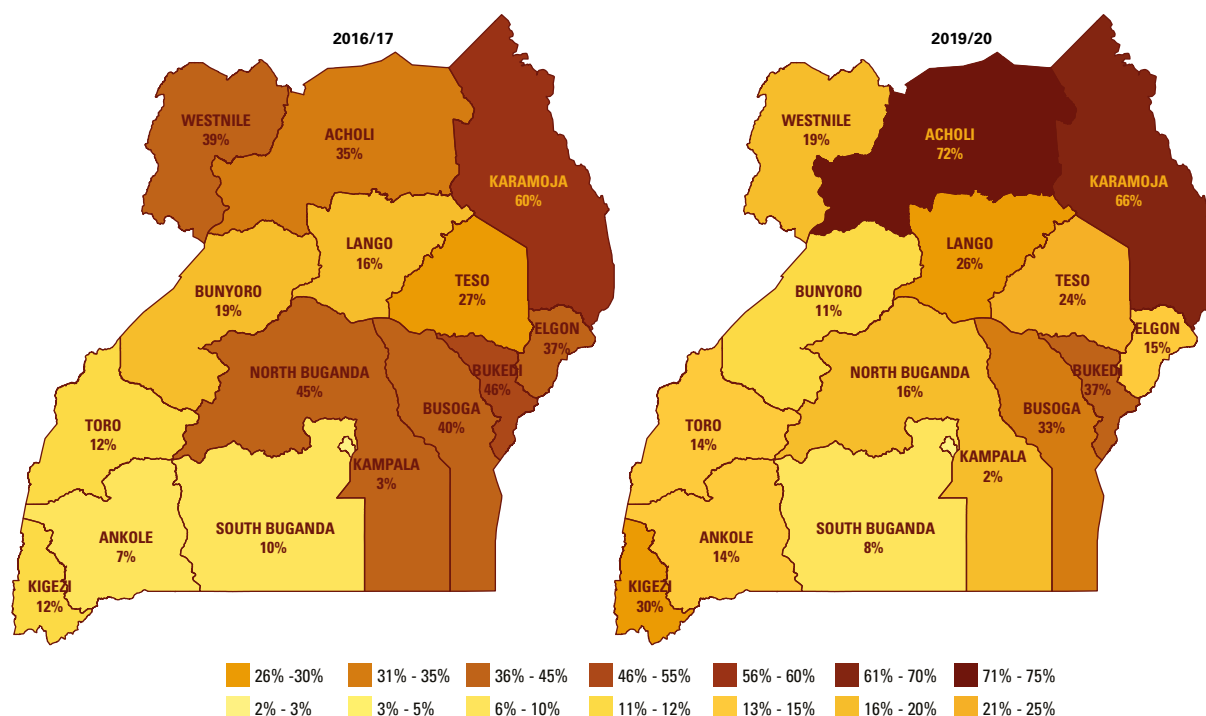 2016/17
WESTNILE
39%
ACHOLI
35%
KARAMOJA
60%
LANGO
16%
TESO
27%
BUNYORO
19%
ELGON
37%
BUKEDI
46%
NORTH BUGANDA
45%
BUSOGA
40%
TORO
12%
KAMPALA
3%
ANKOLE
7%
SOUTH BUGANDA
10%
KIGEZI
12%
2019/20
WESTNILE
19%
ACHOLI
72%
KARAMOJA
66%
LANGO
26%
TESO
24%
BUNYORO
11%
ELGON
15%
BUKEDI
37%
NORTH BUGANDA
16%
BUSOGA
33%
TORO
14%
KAMPALA
2%
ANKOLE
14%
SOUTH BUGANDA
8%
KIGEZI
30%
26% -30% 31% - 35% 36% - 45% 46% - 55% 56% - 60% 61% - 70% 71% - 75%
2% - 3% 3% - 5% 6% - 10% 11% - 12% 13% - 15% 16% - 20% 21% - 25%